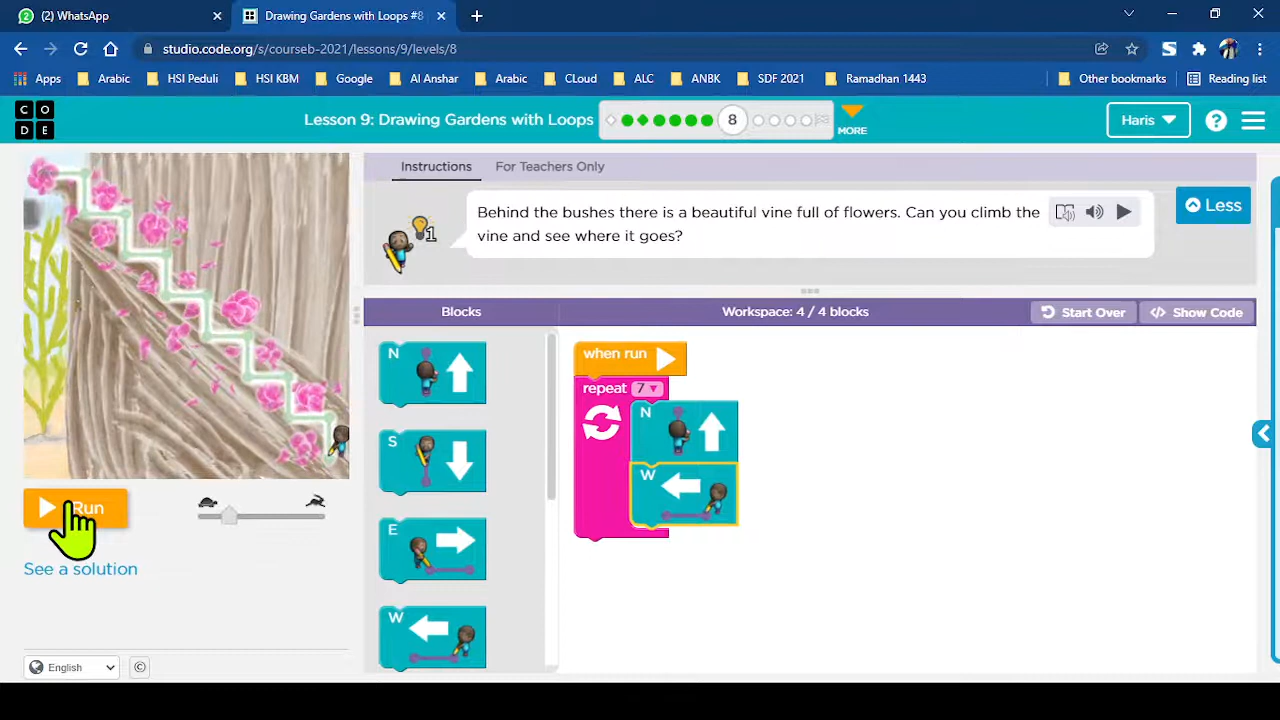 2
(2) WhatsApp
Drawing Gardens with Loops #8
studio.code.org/s/courseb-2021/lessons/9/levels/8
Apps
Arabic
HSI Peduli
HSI KBM
Google
Al Anshar
Arabic
CLoud
ALC
ANBK
SDF 2021
Ramadhan 1443
Other bookmarks
Reading list
C O
D E
Lesson 9: Drawing Gardens with Loops
8
MORE
Haris
?
Instructions
For Teachers Only
1
Behind the bushes there is a beautiful vine full of flowers. Can you climb the
vine and see where it goes?
Less
Blocks
Workspace: 4 / 4 blocks
Start Over
Show Code
N
S
E
W
when run
repeat 7
N
W
Run
See a solution
English
©